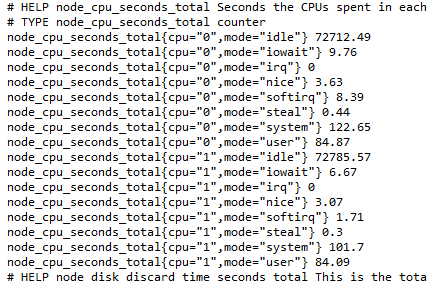 # HELP node_cpu_seconds_total Seconds the CPUs spent in each
# TYPE node_cpu_seconds_total counter
node_cpu_seconds_total{cpu="0",mode="idle"} 72712.49
node_cpu_seconds_total{cpu="0",mode="iowait"} 9.76
node_cpu_seconds_total{cpu="0",mode="irq"} 0
node_cpu_seconds_total{cpu="0",mode="nice"} 3.63
node_cpu_seconds_total{cpu="0",mode="softirq"} 8.39
node_cpu_seconds_total{cpu="0",mode="steal"} 0.44
node_cpu_seconds_total{cpu="0",mode="system"} 122.65
node_cpu_seconds_total{cpu="0",mode="user"} 84.87
node_cpu_seconds_total{cpu="1",mode="idle"} 72785.57
node_cpu_seconds_total{cpu="1",mode="iowait"} 6.67
node_cpu_seconds_total{cpu="1",mode="irq"} 0
node_cpu_seconds_total{cpu="1",mode="nice"} 3.07
node_cpu_seconds_total{cpu="1",mode="softirq"} 1.71
node_cpu_seconds_total{cpu="1",mode="steal"} 0.3
node_cpu_seconds_total{cpu="1",mode="system"} 101.7
node_cpu_seconds_total{cpu="1",mode="user"} 84.09
# HELP node disk discard time seconds total This is the tota